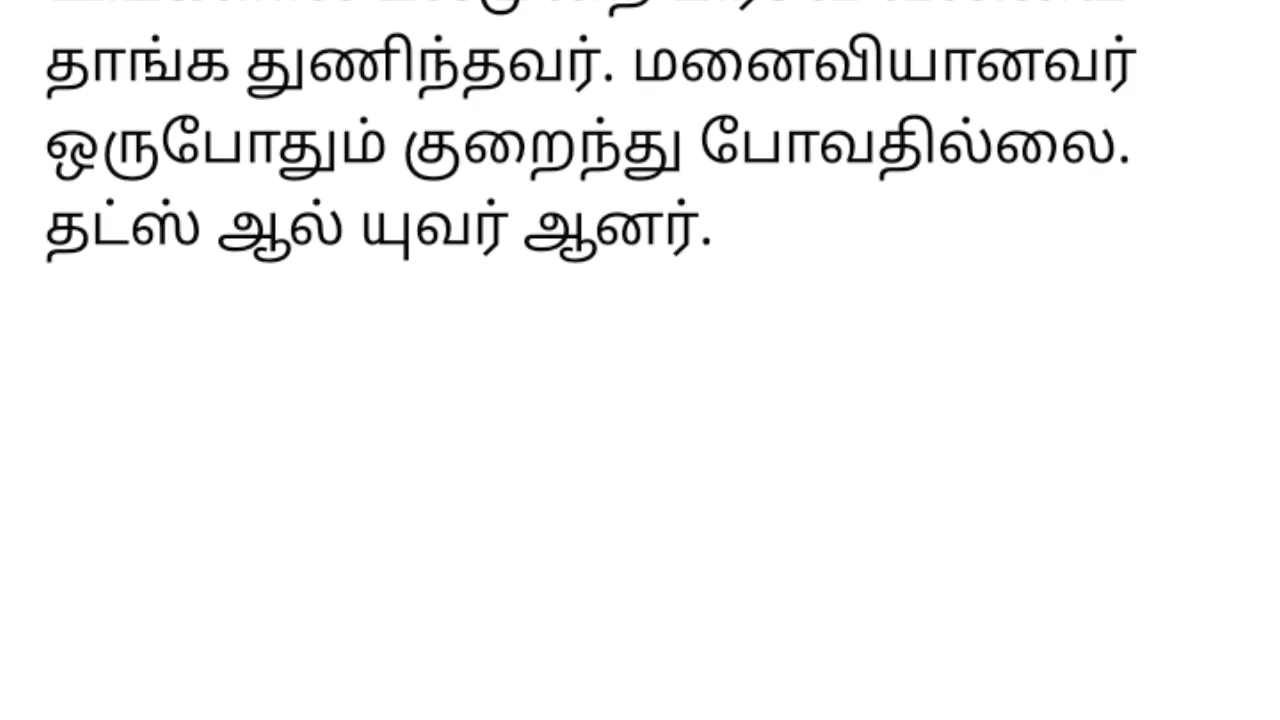 தாங்க துணிந்தவர். மனைவியானவர்
ஒருபோதும் குறைந்து போவதில்லை.
தட்ஸ் ஆல் யுவர் ஆனர்.